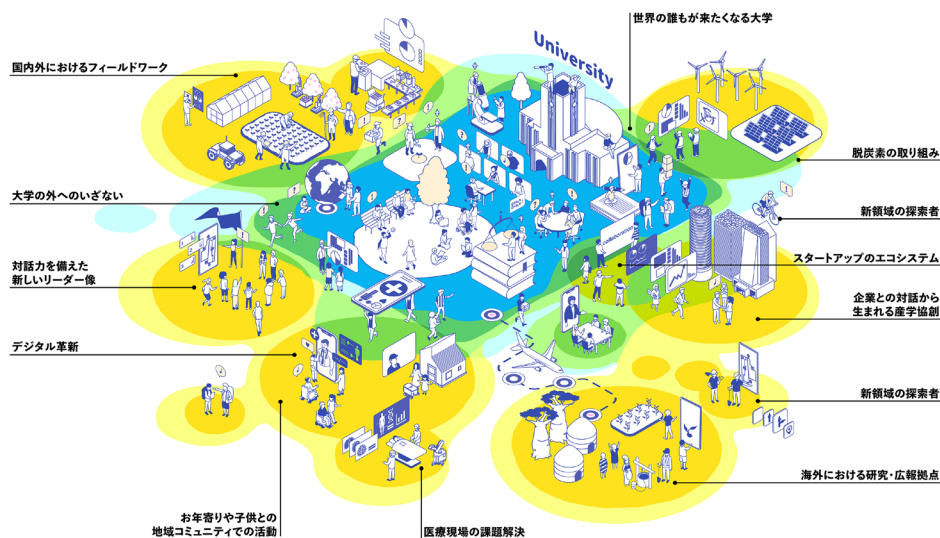 世界の誰もが来たくなる大学
University
国内外におけるフィールドワーク
脱炭素の取り組み
大学の外へのいざない
新領域の探索者
collaboration
スタートアップのエコシステム
対話力を備えた
新しいリーダー像
企業との対話から
生まれる産学協創
デジタル革新
新領域の探索者
海外における研究・広報拠点
お年寄りや子供との
地域コミュニティでの活動
医療現場の課題解決